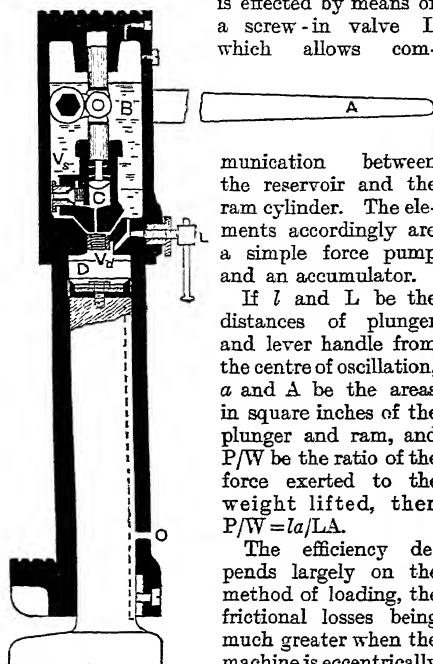 is effected by means of
a screw-in valve L
which allows com-
B
A
Vs
C
L
Vd
D
O
munication between
the reservoir and the
ram cylinder. The ele-
ments accordingly are
a simple force pump
and an accumulator.
If l and L be the
distances of plunger
and lever handle from
the centre of oscillation,
a and A be the areas
in square inches of the
plunger and ram, and
P/W be the ratio of the
force exerted to the
weight lifted, then
P/W = la/LA.
The efficiency de-
pends largely on the
method of loading, the
frictional losses being
much greater when the
machine is eccentrically